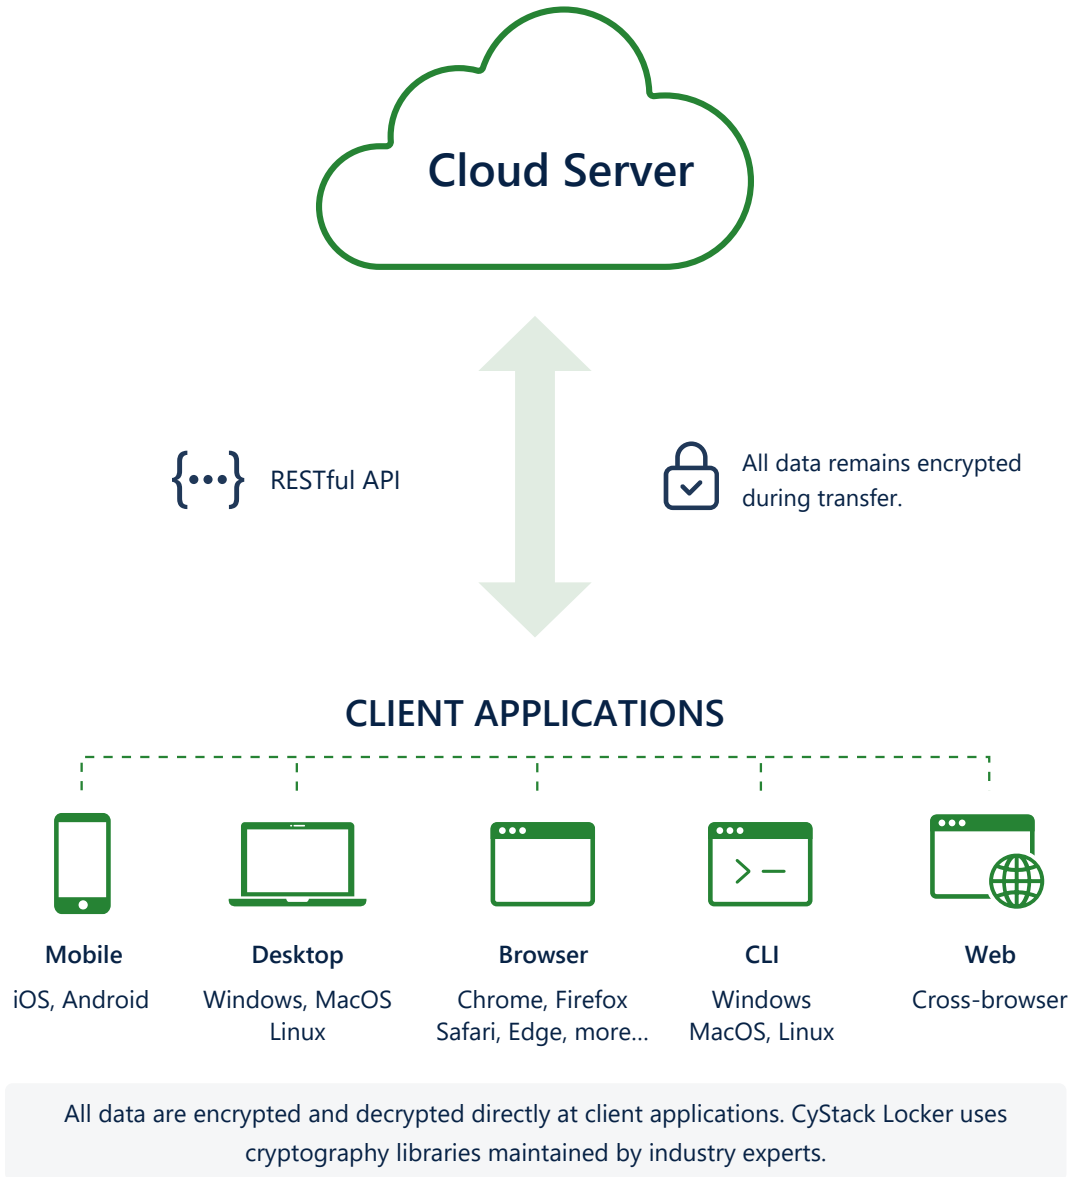 Cloud Server
{•••} RESTful API
All data remains encrypted
during transfer.
CLIENT APPLICATIONS
Mobile
iOS, Android
Desktop
Windows, MacOS
Linux
Browser
Chrome, Firefox
Safari, Edge, more...
CLI
Windows
MacOS, Linux
Web
Cross-browser
All data are encrypted and decrypted directly at client applications. CyStack Locker uses
cryptography libraries maintained by industry experts.